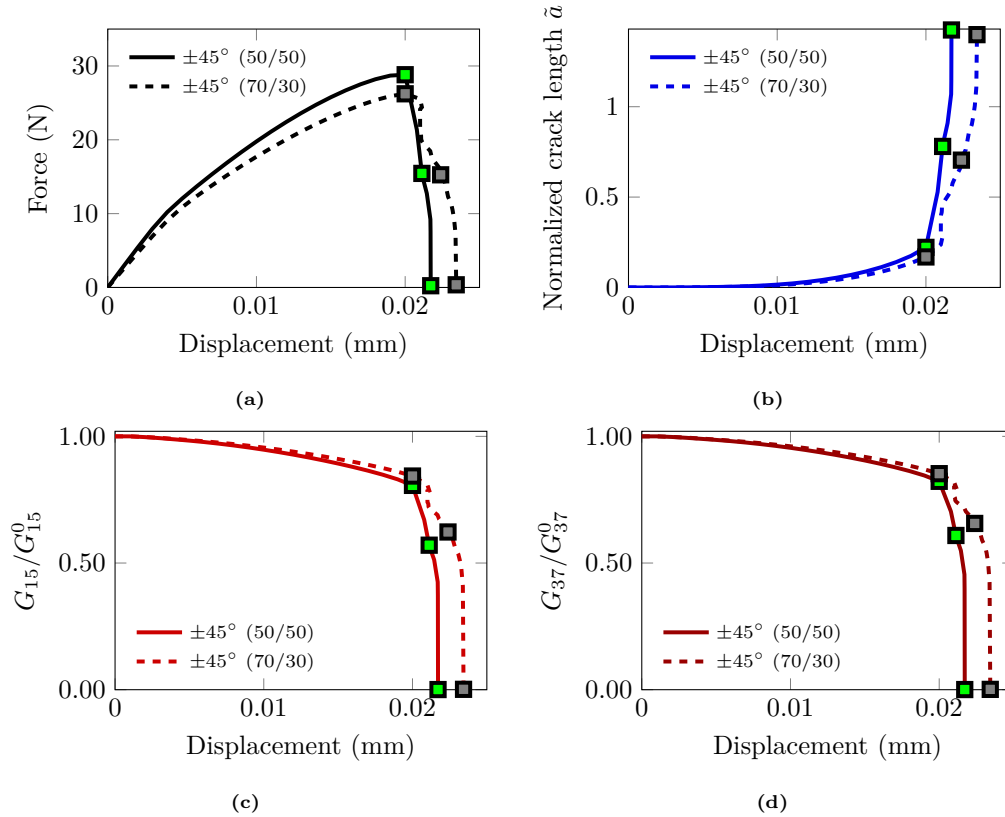 Force (N)
30
20
10
0
±45° (50/50)
±45° (70/30)
0
0.01
0.02
Displacement (mm)
(a)
Normalized crack length ã
1
0.5
0
±45° (50/50)
±45° (70/30)
0
0.01
0.02
Displacement (mm)
(b)
G₁₅/G⁰₁₅
1.00
0.50
0.00
±45° (50/50)
±45° (70/30)
0
0.01
0.02
Displacement (mm)
(c)
G₃₇/G⁰₃₇
1.00
0.50
0.00
±45° (50/50)
±45° (70/30)
0
0.01
0.02
Displacement (mm)
(d)